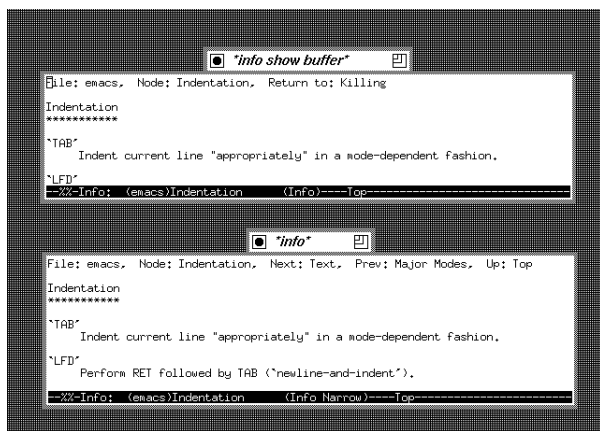 *info show buffer*
File: emacs,  Node: Indentation,  Return to: Killing
Indentation
***********
`TAB'
Indent current line "appropriately" in a mode-dependent fashion.
`LFD'
--%%-Info:  (emacs)Indentation      (Info)----Top-------------------------------
*info*
File: emacs,  Node: Indentation,  Next: Text,  Prev: Major Modes,  Up: Top
Indentation
***********
`TAB'
Indent current line "appropriately" in a mode-dependent fashion.
`LFD'
Perform RET followed by TAB (`newline-and-indent').
--%%-Info:  (emacs)Indentation      (Info Narrow)----Top------------------------